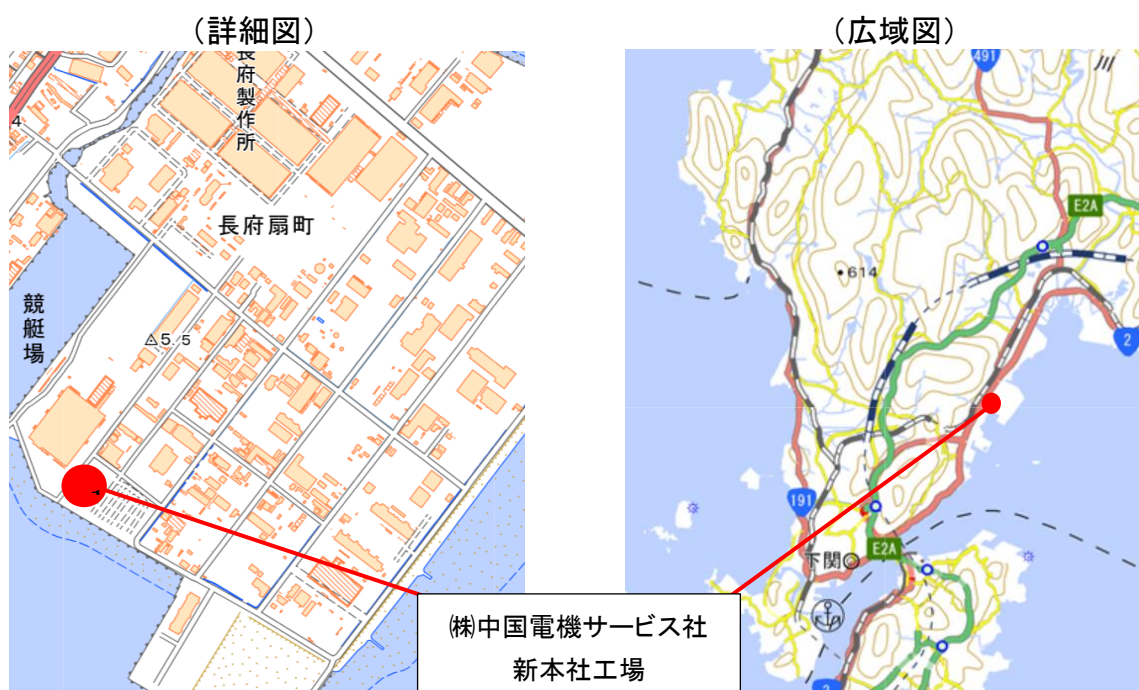 （詳細図）
（広域図）
長府製作所
4
長府扇町
競艇場
5.5
491
E2A
614
2
191
E2A
下関
2
㈱中国電機サービス社
新本社工場